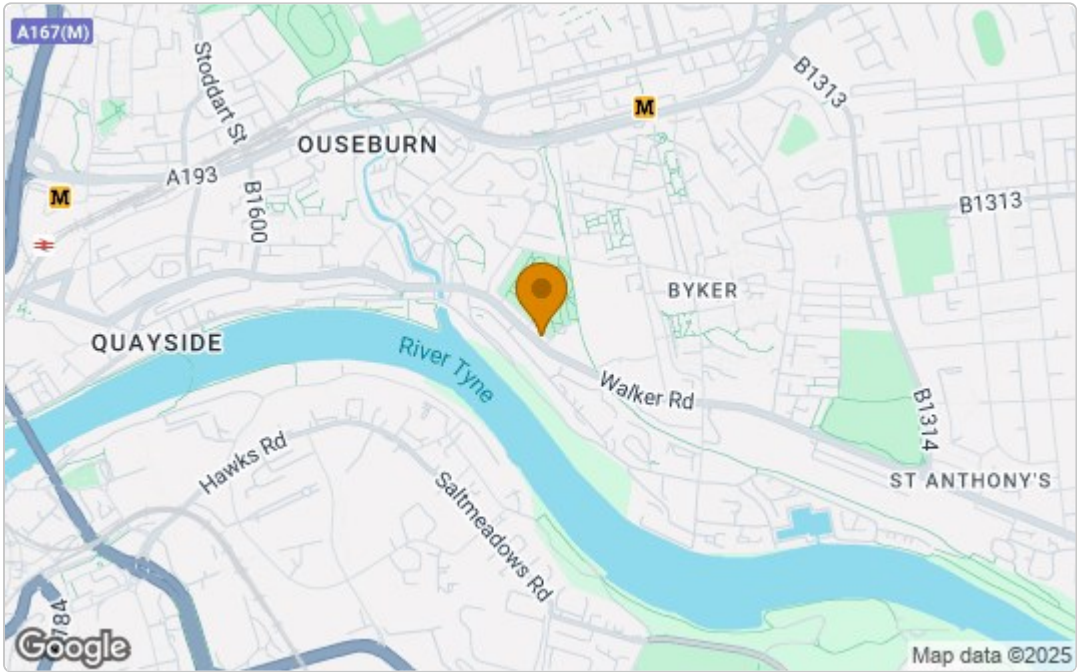 A167(M)
Stoddart St
B1313
M
OUSEBURN
A193
M
B1600
B1313
BYKER
QUAYSIDE
River Tyne
Walker Rd
B1314
Hawks Rd
ST ANTHONY'S
Saltmeadows Rd
Google
Map data ©2025